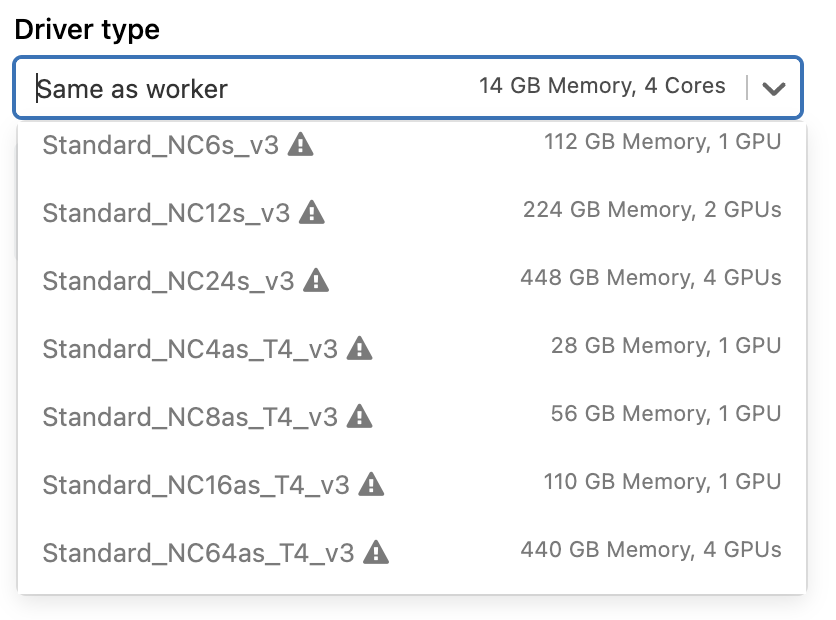 Driver type
Same as worker 14 GB Memory, 4 Cores
Standard_NC6s_v3 112 GB Memory, 1 GPU
Standard_NC12s_v3 224 GB Memory, 2 GPUs
Standard_NC24s_v3 448 GB Memory, 4 GPUs
Standard_NC4as_T4_v3 28 GB Memory, 1 GPU
Standard_NC8as_T4_v3 56 GB Memory, 1 GPU
Standard_NC16as_T4_v3 110 GB Memory, 1 GPU
Standard_NC64as_T4_v3 440 GB Memory, 4 GPUs